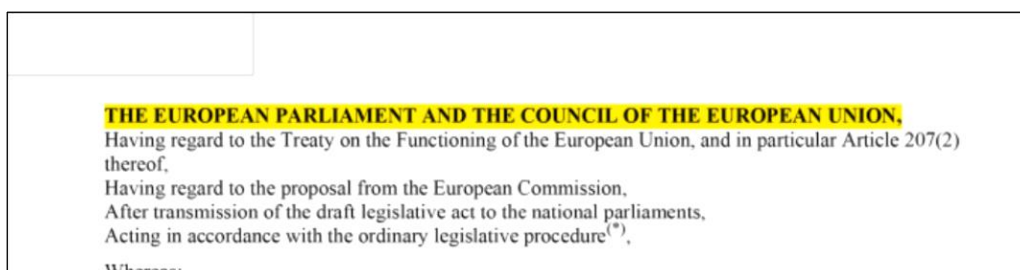 THE EUROPEAN PARLIAMENT AND THE COUNCIL OF THE EUROPEAN UNION,
Having regard to the Treaty on the Functioning of the European Union, and in particular Article 207(2)
thereof,
Having regard to the proposal from the European Commission,
After transmission of the draft legislative act to the national parliaments,
Acting in accordance with the ordinary legislative procedure(*),